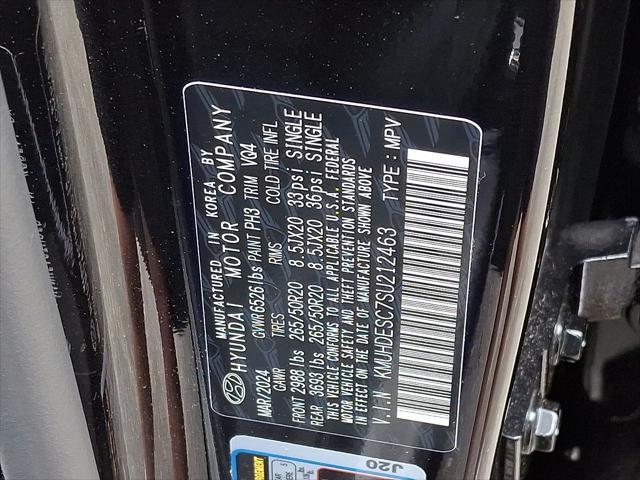 MANUFACTURED IN KOREA BY
HYUNDAI MOTOR COMPANY
MAR/2024 GVWR 6526 lbs PAINT PH3 TRIM VQ4
GAWR TIRES RIMS COLD TIRE INFL
FRONT 2988 lbs 265/50R20 8.5JX20 33psi SINGLE
REAR 3693 lbs 265/50R20 8.5JX20 36psi SINGLE
THIS VEHICLE CONFORMS TO ALL APPLICABLE U.S.A. FEDERAL
MOTOR VEHICLE SAFETY AND THEFT PREVENTION STANDARDS
IN EFFECT ON THE DATE OF MANUFACTURE SHOWN ABOVE
V.I.N: KMUHDESC7SU212463 TYPE : MPV
J20